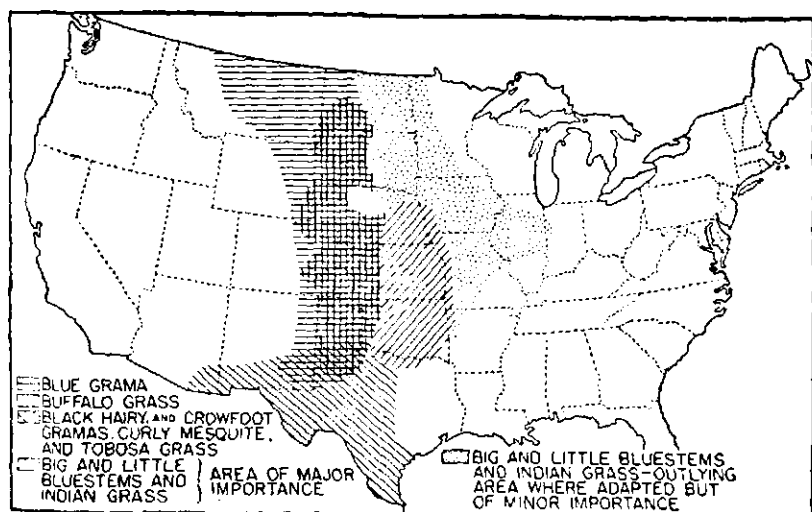 BLUE GRAMA
BUFFALO GRASS
BLACK HAIRY, AND CROWFOOT
GRAMAS, CURLY MESQUITE,
AND TOBOSA GRASS
BIG AND LITTLE
BLUESTEMS AND
INDIAN GRASS
AREA OF MAJOR
IMPORTANCE
BIG AND LITTLE BLUESTEMS
AND INDIAN GRASS-OUTLYING
AREA WHERE ADAPTED BUT
OF MINOR IMPORTANCE